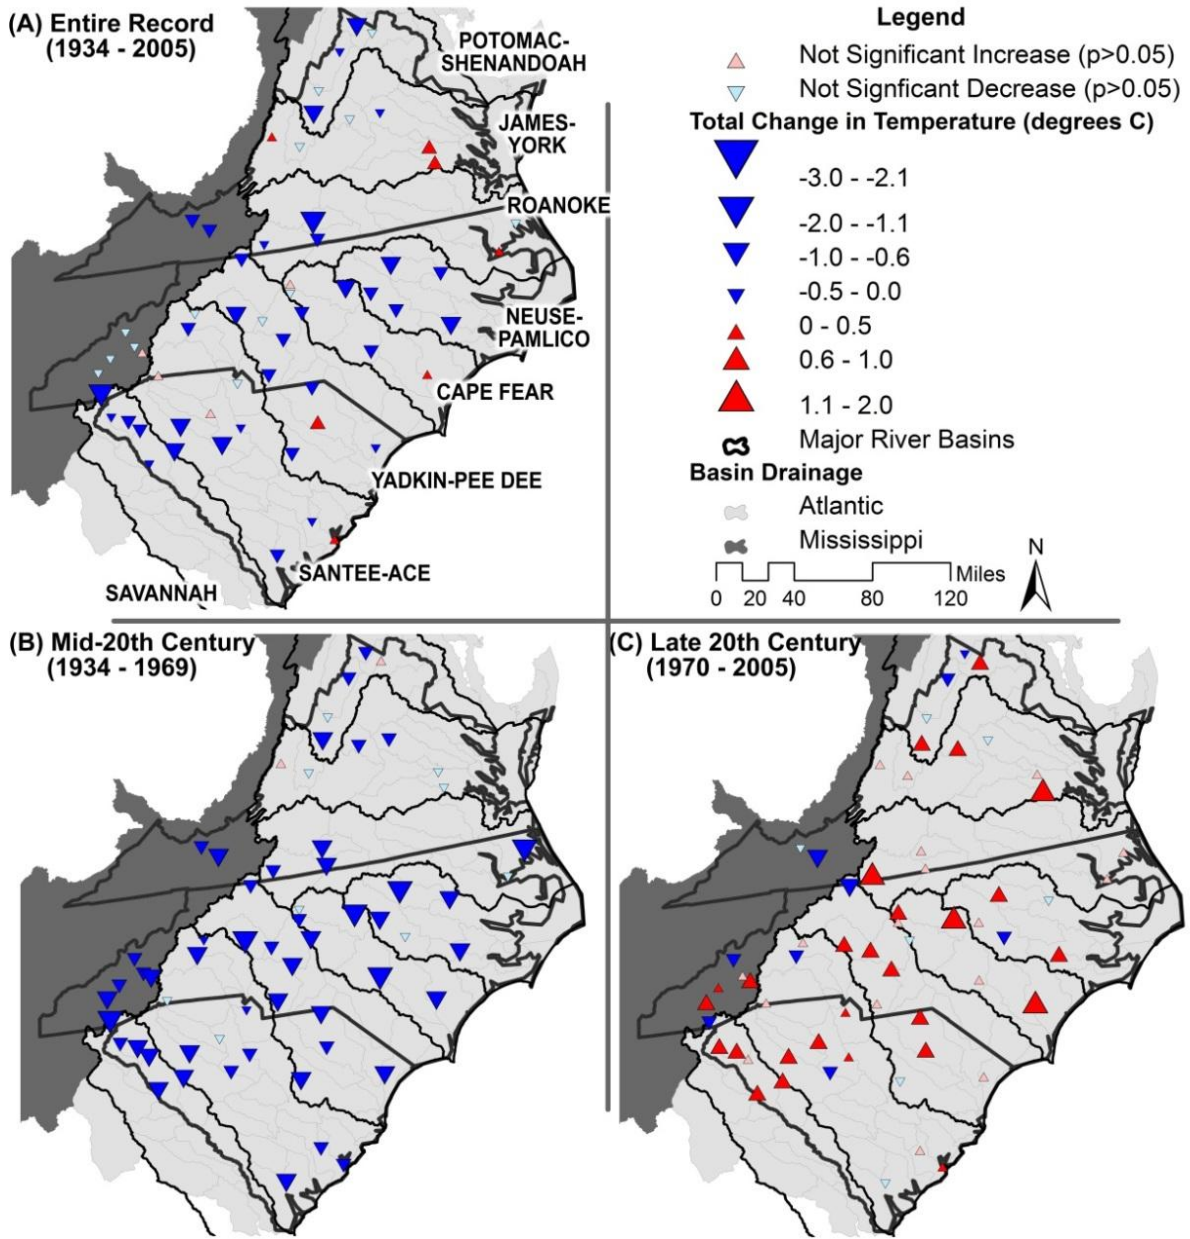 (A) Entire Record
(1934 - 2005)
POTOMAC-
SHENANDOAH
JAMES-
YORK
ROANOKE
NEUSE-
PAMLICO
CAPE FEAR
YADKIN-PEE DEE
SANTEE-ACE
SAVANNAH
Legend
Not Significant Increase (p>0.05)
Not Signficant Decrease (p>0.05)
Total Change in Temperature (degrees C)
-3.0 - -2.1
-2.0 - -1.1
-1.0 - -0.6
-0.5 - 0.0
0 - 0.5
0.6 - 1.0
1.1 - 2.0
Major River Basins
Basin Drainage
Atlantic
Mississippi
N
Miles
0 20 40 80 120
(B) Mid-20th Century
(1934 - 1969)
(C) Late 20th Century
(1970 - 2005)